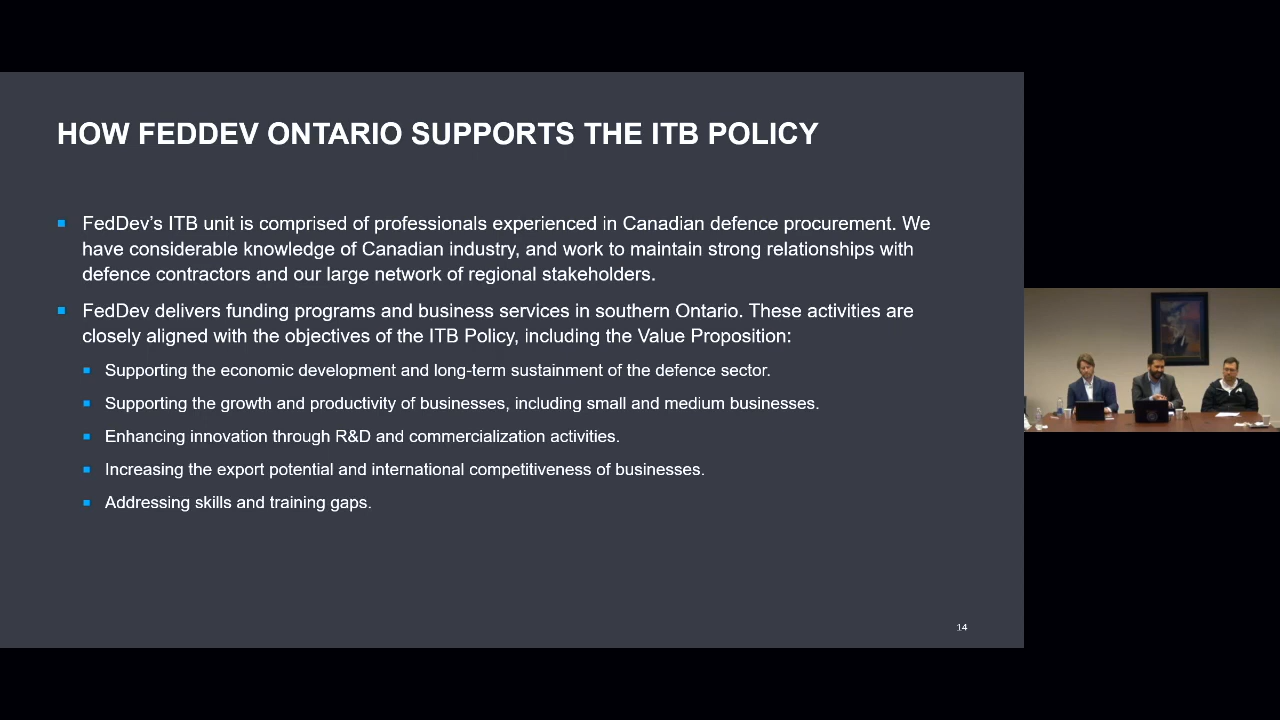 HOW FEDDEV ONTARIO SUPPORTS THE ITB POLICY
FedDev’s ITB unit is comprised of professionals experienced in Canadian defence procurement. We
have considerable knowledge of Canadian industry, and work to maintain strong relationships with
defence contractors and our large network of regional stakeholders.
FedDev delivers funding programs and business services in southern Ontario. These activities are
closely aligned with the objectives of the ITB Policy, including the Value Proposition:
Supporting the economic development and long-term sustainment of the defence sector.
Supporting the growth and productivity of businesses, including small and medium businesses.
Enhancing innovation through R&D and commercialization activities.
Increasing the export potential and international competitiveness of businesses.
Addressing skills and training gaps.
14